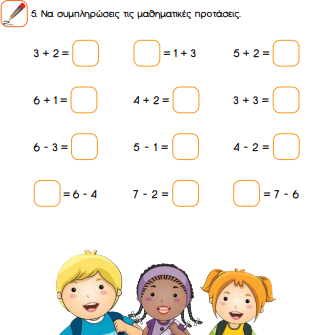 5. Να συμπληρώσεις τις μαθηματικές προτάσεις.
3 + 2 = = 1 + 3 5 + 2 =
6 + 1 = 4 + 2 = 3 + 3 =
6 - 3 = 5 - 1 = 4 - 2 =
= 6 - 4 7 - 2 = = 7 - 6